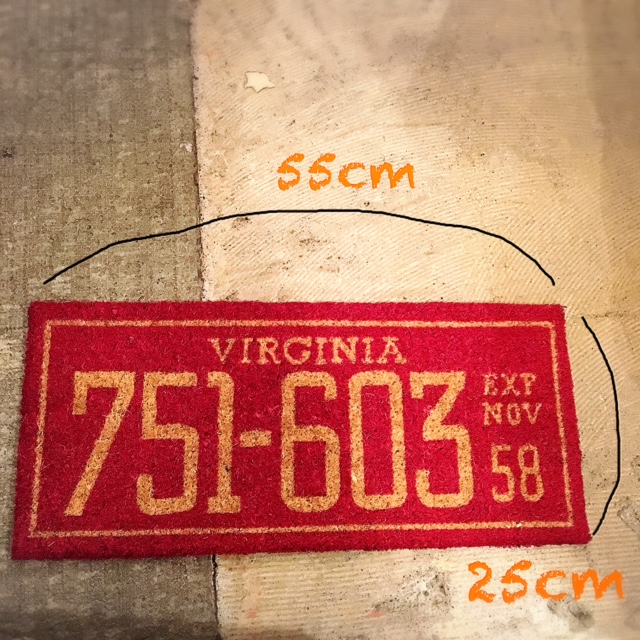 55cm
VIRGINIA
751-603
EXP
NOV
58
25cm